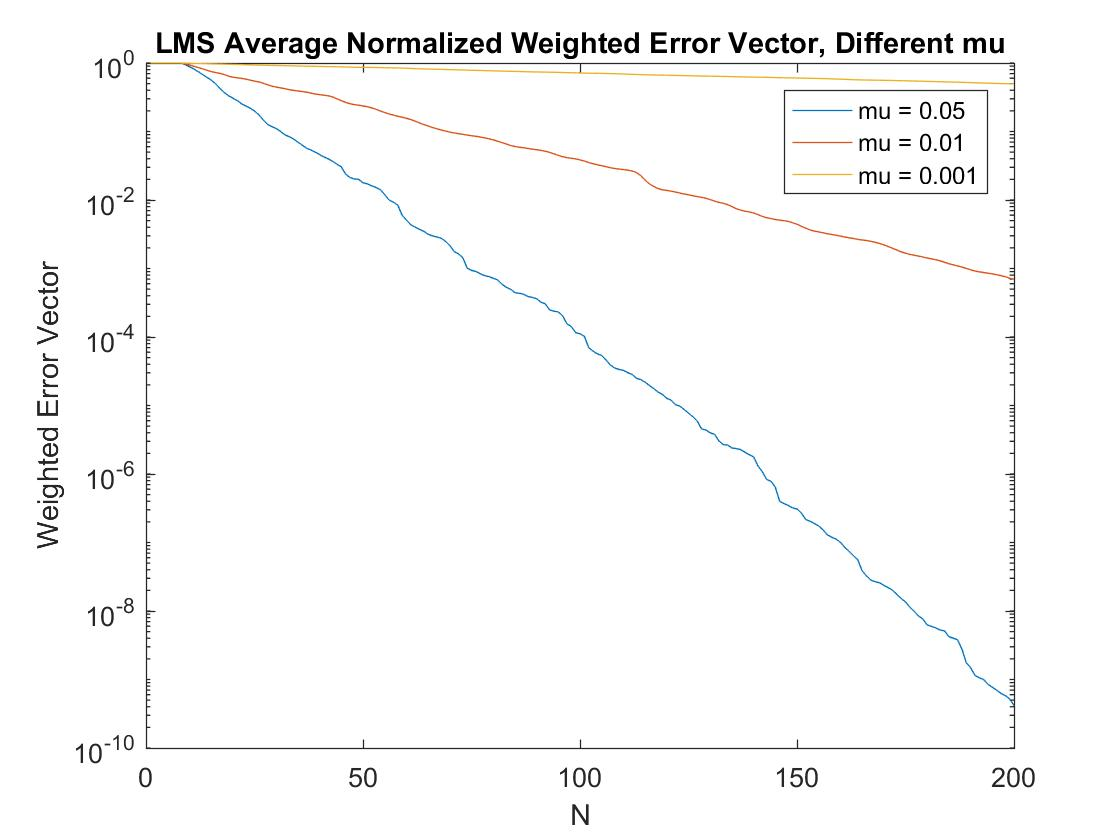 LMS Average Normalized Weighted Error Vector, Different mu
10^0
10^-2
10^-4
10^-6
10^-8
10^-10
Weighted Error Vector
mu = 0.05
mu = 0.01
mu = 0.001
0 50 100 150 200
N